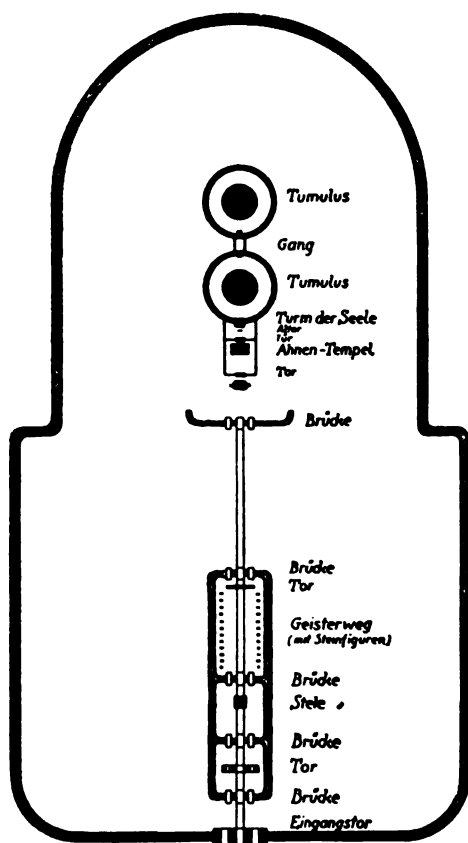 Tumulus
Gang
Tumulus
Turm der Seele
Altar
Tür
Ahnen-Tempel
Tor
Brücke
Brücke
Tor
Geisterweg
(mit Steinfiguren)
Brücke
Stele
Brücke
Tor
Brücke
Eingangstor